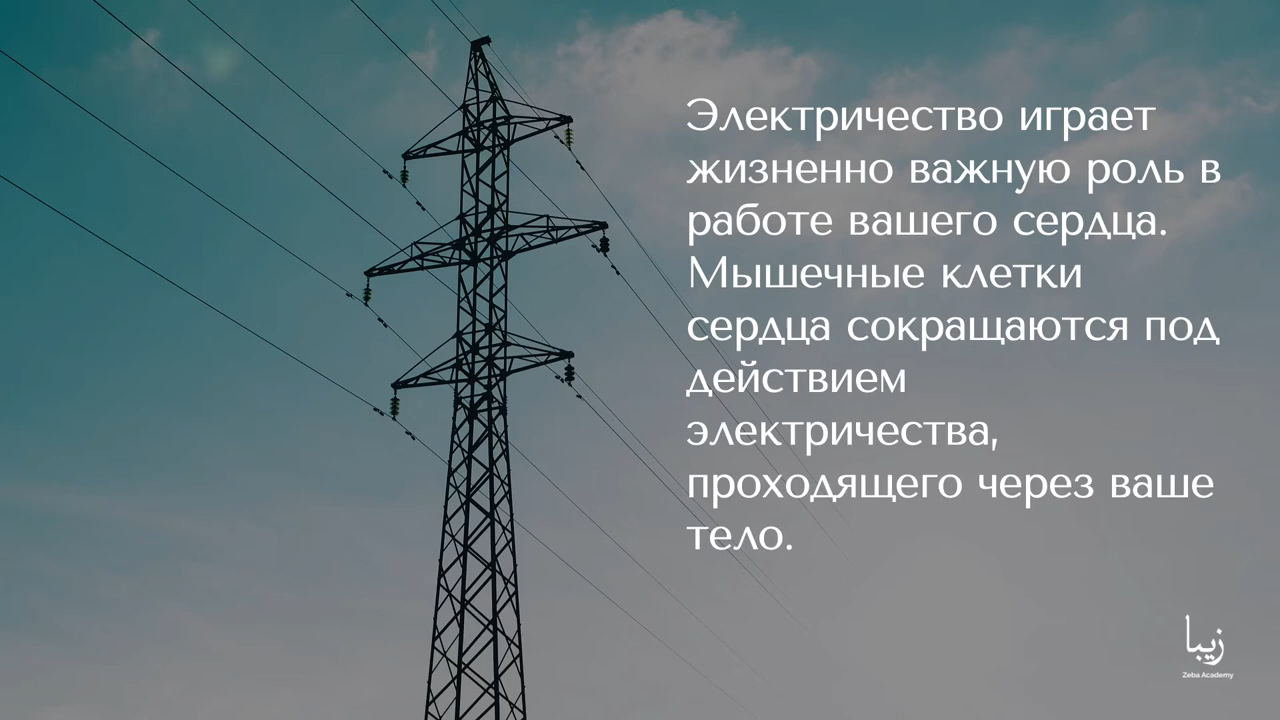 Электричество играет
жизненно важную роль в
работе вашего сердца.
Мышечные клетки
сердца сокращаются под
действием
электричества,
проходящего через ваше
тело.
زيبا
Zeba Academy